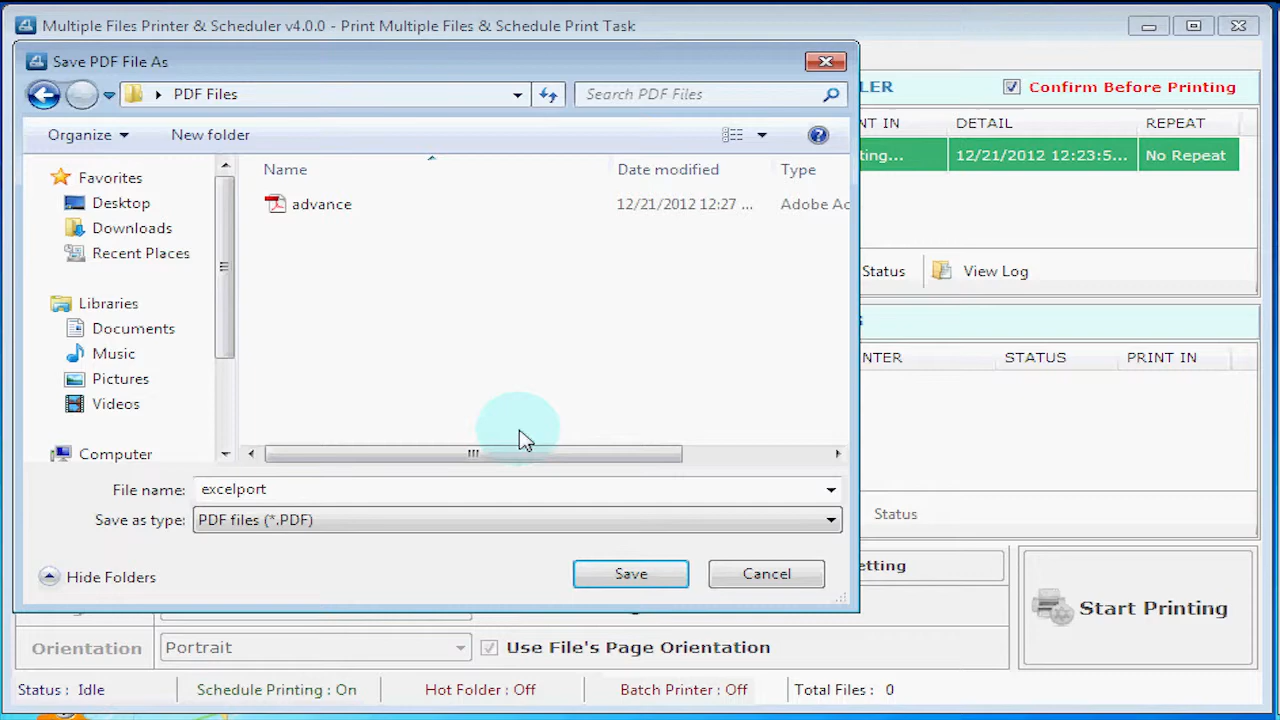 Multiple Files Printer & Scheduler v4.0.0 - Print Multiple Files & Schedule Print Task
Save PDF File As
PDF Files
Search PDF Files
Organize
New folder
Name
Date modified
Type
advance
12/21/2012 12:27 ...
Adobe Ac
Favorites
Desktop
Downloads
Recent Places
Libraries
Documents
Music
Pictures
Videos
Computer
File name:
excelport
Save as type:
PDF files (*.PDF)
Hide Folders
Save
Cancel
LER
Confirm Before Printing
NT IN
DETAIL
REPEAT
ting...
12/21/2012 12:23:5...
No Repeat
Status
View Log
NTER
STATUS
PRINT IN
Status
etting
Start Printing
Orientation
Portrait
Use File's Page Orientation
Status : Idle
Schedule Printing : On
Hot Folder : Off
Batch Printer : Off
Total Files : 0